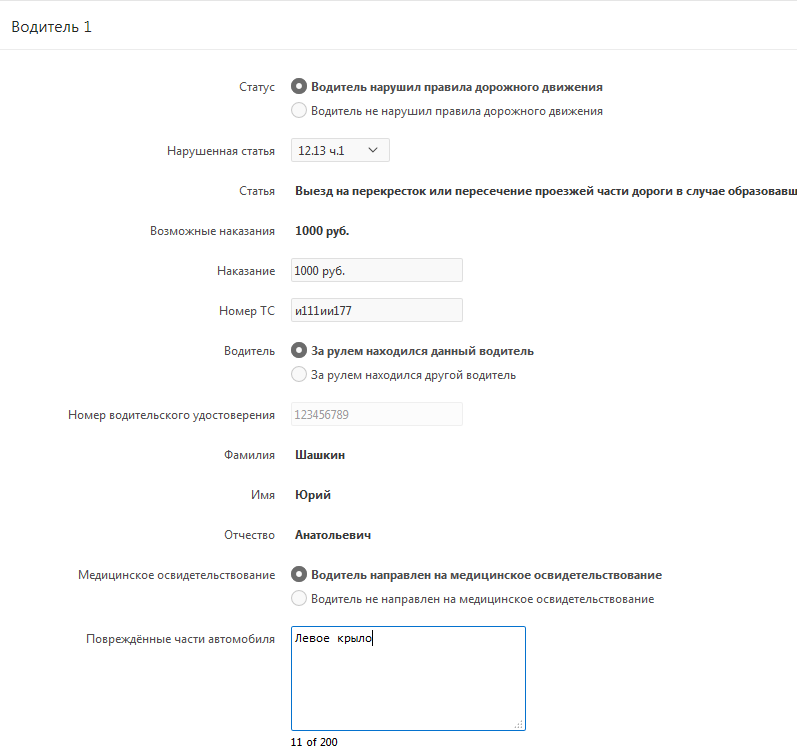 Водитель 1
Статус
Водитель нарушил правила дорожного движения
Водитель не нарушил правила дорожного движения
Нарушенная статья 12.13 ч.1
Статья Выезд на перекресток или пересечение проезжей части дороги в случае образовавш
Возможные наказания 1000 руб.
Наказание 1000 руб.
Номер ТС и111ии177
Водитель За рулем находился данный водитель
За рулем находился другой водитель
Номер водительского удостоверения 123456789
Фамилия Шашкин
Имя Юрий
Отчество Анатольевич
Медицинское освидетельствование Водитель направлен на медицинское освидетельствование
Водитель не направлен на медицинское освидетельствование
Повреждённые части автомобиля Левое крыло
11 of 200